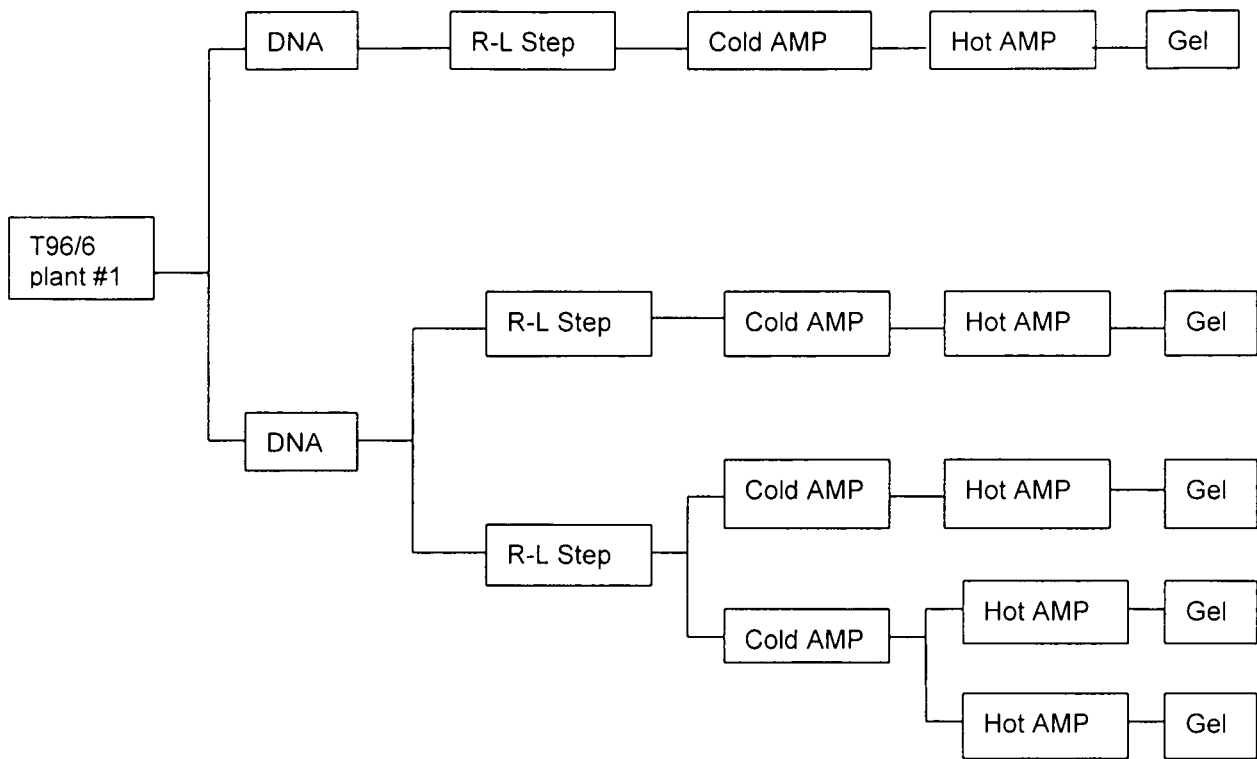 DNA
R-L Step
Cold AMP
Hot AMP
Gel
T96/6
plant #1
R-L Step
Cold AMP
Hot AMP
Gel
DNA
Cold AMP
Hot AMP
Gel
R-L Step
Hot AMP
Gel
Cold AMP
Hot AMP
Gel